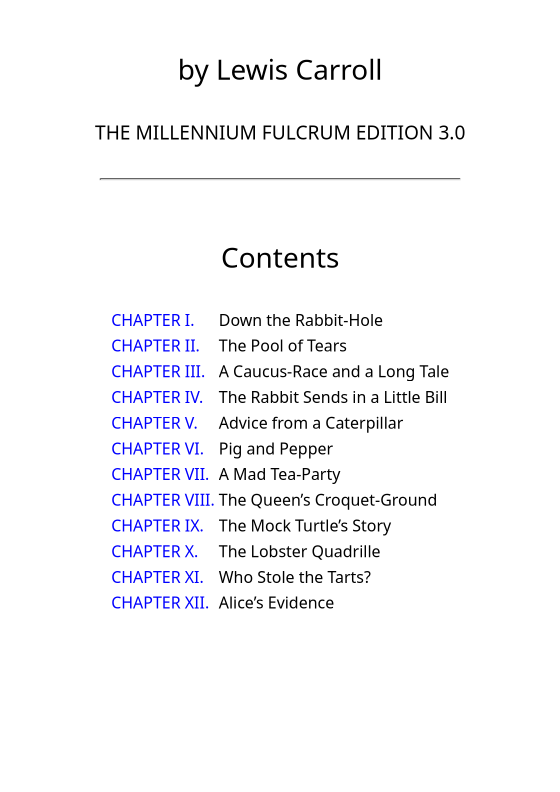 by Lewis Carroll
THE MILLENNIUM FULCRUM EDITION 3.0
Contents
CHAPTER I. Down the Rabbit-Hole
CHAPTER II. The Pool of Tears
CHAPTER III. A Caucus-Race and a Long Tale
CHAPTER IV. The Rabbit Sends in a Little Bill
CHAPTER V. Advice from a Caterpillar
CHAPTER VI. Pig and Pepper
CHAPTER VII. A Mad Tea-Party
CHAPTER VIII. The Queen’s Croquet-Ground
CHAPTER IX. The Mock Turtle’s Story
CHAPTER X. The Lobster Quadrille
CHAPTER XI. Who Stole the Tarts?
CHAPTER XII. Alice’s Evidence